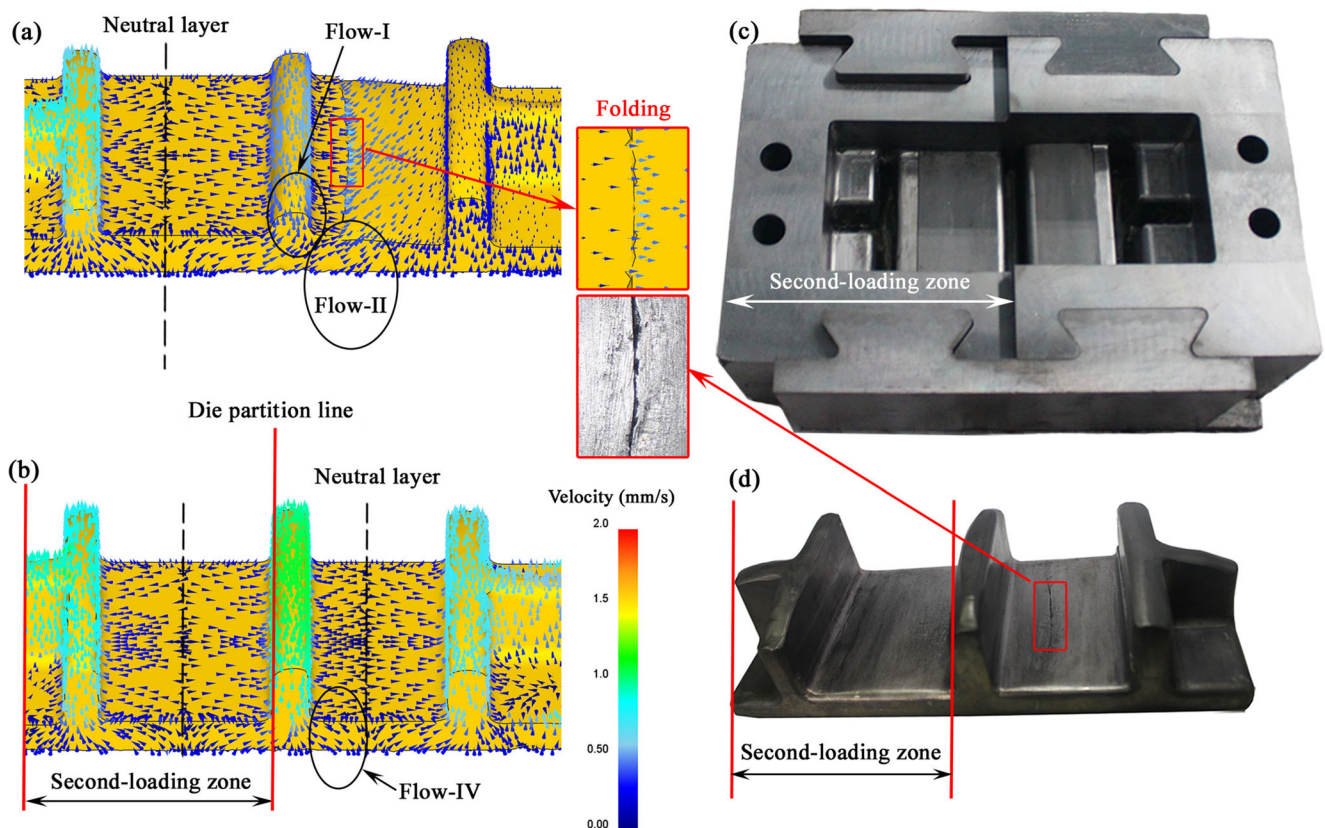 (a)
Neutral layer
Flow-I
Flow-II
Folding
(c)
Second-loading zone
Die partition line
(b)
Neutral layer
Velocity (mm/s)
2.0
1.5
1.0
0.50
0.00
Second-loading zone
Flow-IV
(d)
Second-loading zone